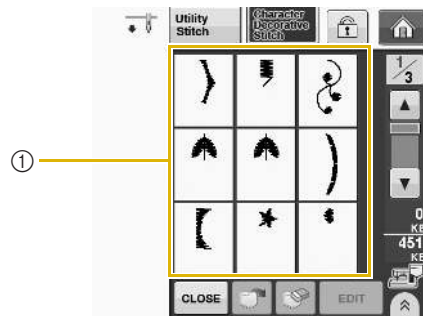 Utility
Stitch
Character
Decorative
Stitch
1/3
①
0
KB
451
KB
CLOSE
EDIT